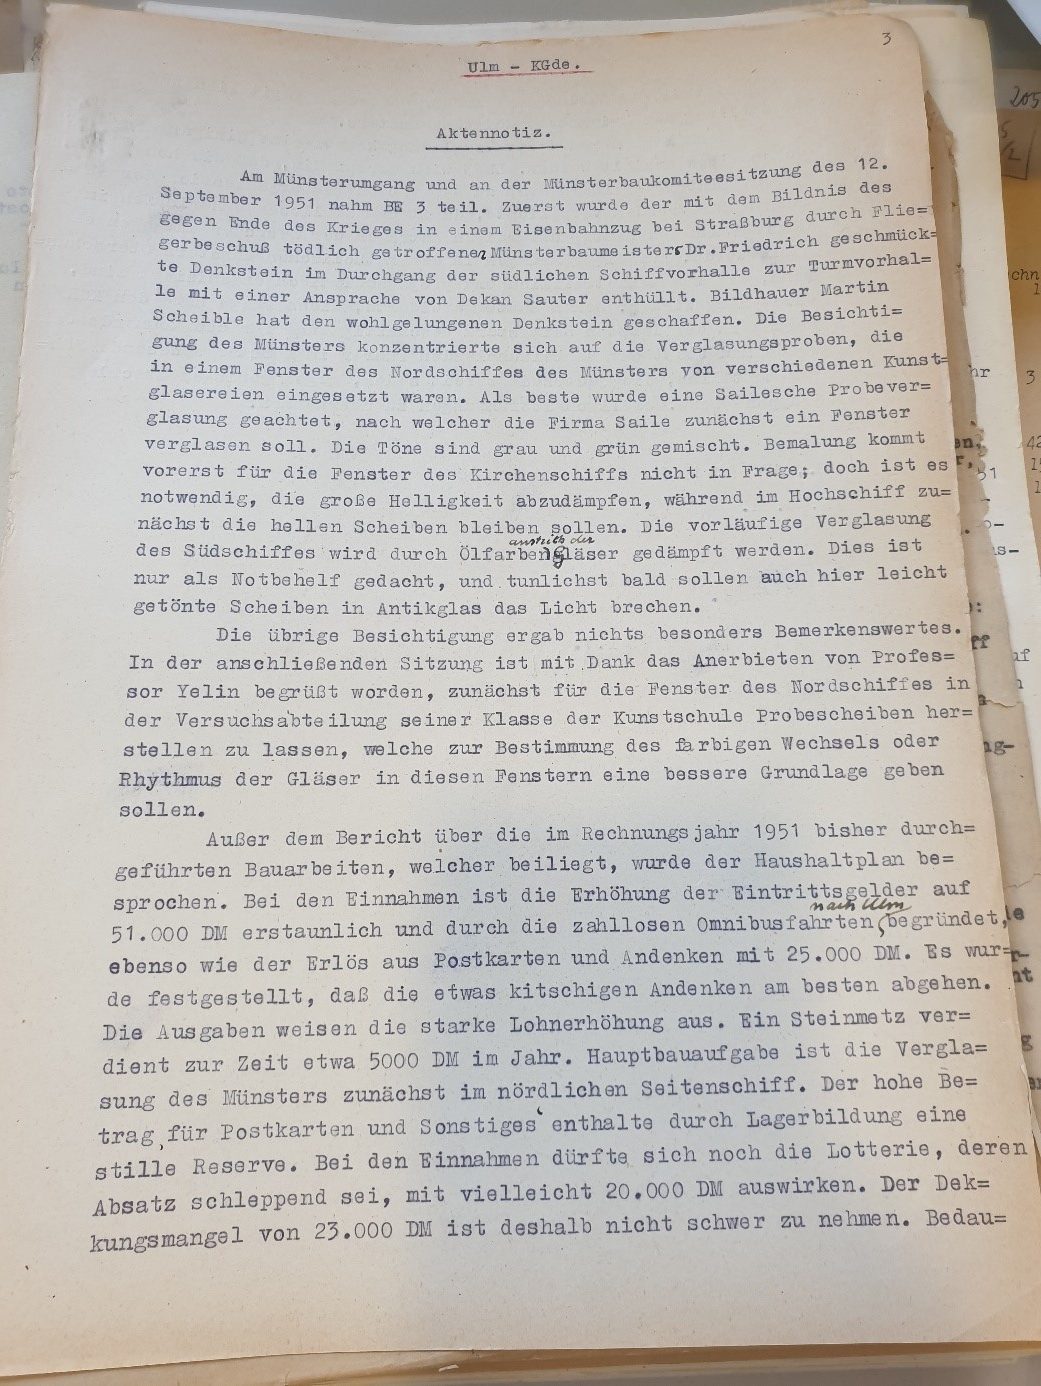 3
Ulm - KGde.
Aktennotiz.
Am Münsterumgang und an der Münsterbaukomiteesitzung des 12.
September 1951 nahm BE 3 teil. Zuerst wurde der mit dem Bildnis des
gegen Ende des Krieges in einem Eisenbahnzug bei Straßburg durch Flie=
gerbeschuß tödlich getroffenen Münsterbaumeisters Dr.Friedrich geschmück=
te Denkstein im Durchgang der südlichen Schiffvorhalle zur Turmvorhal=
le mit einer Ansprache von Dekan Sauter enthüllt. Bildhauer Martin
Scheible hat den wohlgelungenen Denkstein geschaffen. Die Besichti=
gung des Münsters konzentrierte sich auf die Verglasungsproben, die
in einem Fenster des Nordschiffes des Münsters von verschiedenen Kunst=
glasereien eingesetzt waren. Als beste wurde eine Sailesche Probever=
glasung geachtet, nach welcher die Firma Saile zunächst ein Fenster
verglasen soll. Die Töne sind grau und grün gemischt. Bemalung kommt
vorerst für die Fenster des Kirchenschiffs nicht in Frage; doch ist es
notwendig, die große Helligkeit abzudämpfen, während im Hochschiff zu=
nächst die hellen Scheiben bleiben sollen. Die vorläufige Verglasung
anstrich der
des Südschiffes wird durch Ölfarbengläser gedämpft werden. Dies ist
nur als Notbehelf gedacht, und tunlichst bald sollen auch hier leicht
getönte Scheiben in Antikglas das Licht brechen.
Die übrige Besichtigung ergab nichts besonders Bemerkenswertes.
In der anschließenden Sitzung ist mit Dank das Anerbieten von Profes=
sor Yelin begrüßt worden, zunächst für die Fenster des Nordschiffes in
der Versuchsabteilung seiner Klasse der Kunstschule Probescheiben her=
stellen zu lassen, welche zur Bestimmung des farbigen Wechsels oder
Rhythmus der Gläser in diesen Fenstern eine bessere Grundlage geben
sollen.
Außer dem Bericht über die im Rechnungsjahr 1951 bisher durch=
geführten Bauarbeiten, welcher beiliegt, wurde der Haushaltplan be=
sprochen. Bei den Einnahmen ist die Erhöhung der Eintrittsgelder auf
nach Ulm
51.000 DM erstaunlich und durch die zahllosen Omnibusfahrten begründet,
ebenso wie der Erlös aus Postkarten und Andenken mit 25.000 DM. Es wur=
de festgestellt, daß die etwas kitschigen Andenken am besten abgehen.
Die Ausgaben weisen die starke Lohnerhöhung aus. Ein Steinmetz ver=
dient zur Zeit etwa 5000 DM im Jahr. Hauptbauaufgabe ist die Vergla=
sung des Münsters zunächst im nördlichen Seitenschiff. Der hohe Be=
trag für Postkarten und Sonstiges enthalte durch Lagerbildung eine
stille Reserve. Bei den Einnahmen dürfte sich noch die Lotterie, deren
Absatz schleppend sei, mit vielleicht 20.000 DM auswirken. Der Dek=
kungsmangel von 23.000 DM ist deshalb nicht schwer zu nehmen. Bedau=
205